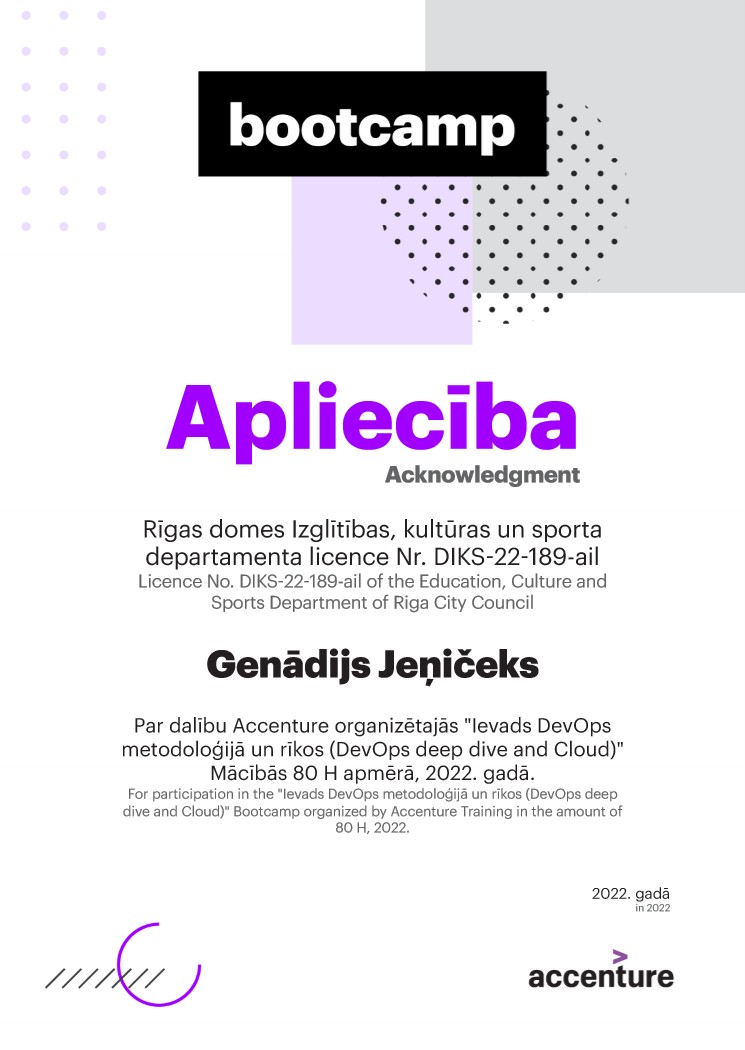 bootcamp
Apliecība
Acknowledgment
Rīgas domes Izglītības, kultūras un sporta
departamenta licence Nr. DIKS-22-189-ail
Licence No. DIKS-22-189-ail of the Education, Culture and
Sports Department of Riga City Council
Genādijs Jeņičeks
Par dalību Accenture organizētajās "Ievads DevOps
metodoloģijā un rīkos (DevOps deep dive and Cloud)"
Mācībās 80 H apmērā, 2022. gadā.
For participation in the "Ievads DevOps metodoloģijā un rīkos (DevOps deep
dive and Cloud)" Bootcamp organized by Accenture Training in the amount of
80 H, 2022.
2022. gadā
in 2022
accenture